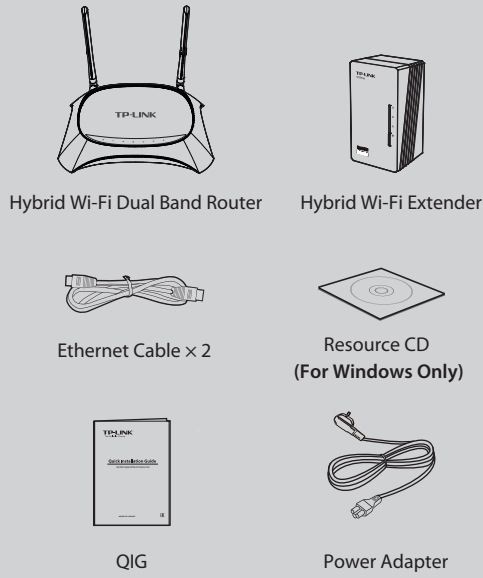 TP-LINK
TP-LINK
Hybrid Wi-Fi Dual Band Router
Hybrid Wi-Fi Extender
Ethernet Cable × 2
Resource CD
(For Windows Only)
TP-LINK
Quick Installation Guide
QIG
Power Adapter